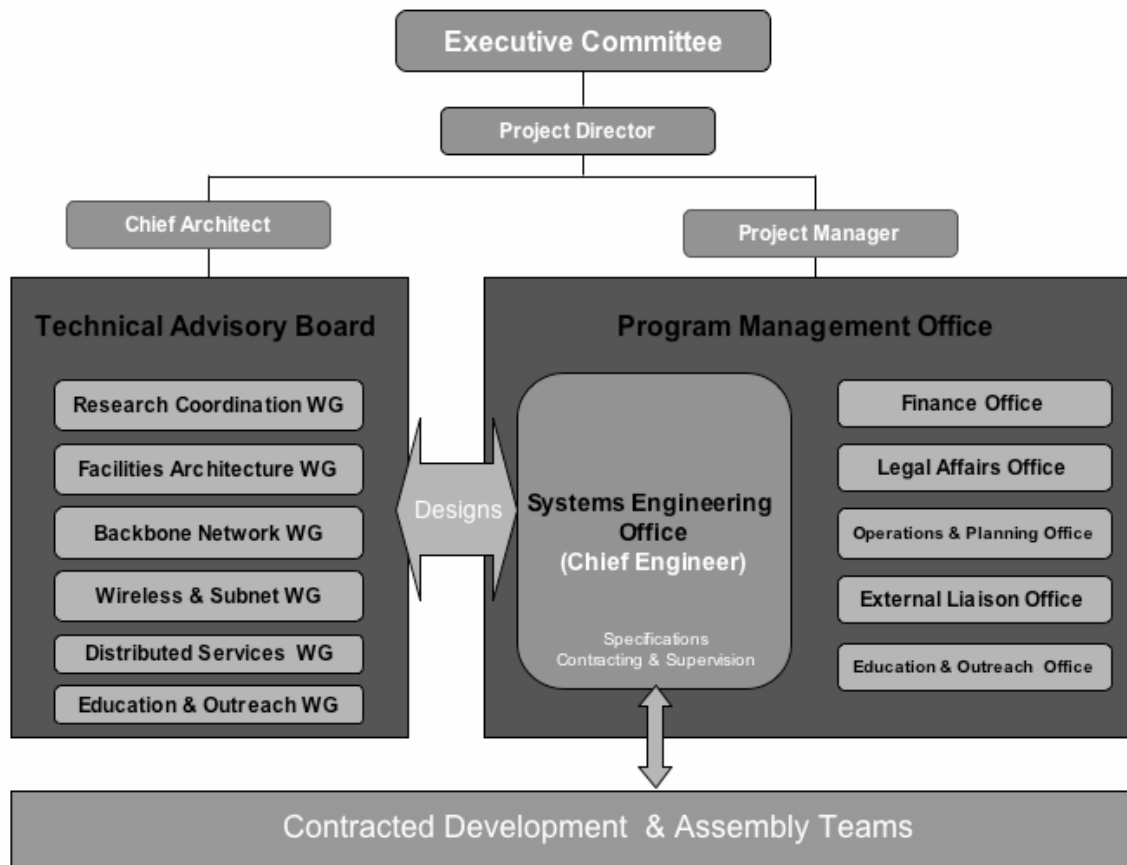 Executive Committee
Project Director
Chief Architect
Project Manager
Technical Advisory Board
Research Coordination WG
Facilities Architecture WG
Backbone Network WG
Wireless & Subnet WG
Distributed Services WG
Education & Outreach WG
Designs
Program Management Office
Systems Engineering
Office
(Chief Engineer)
Specifications
Contracting & Supervision
Finance Office
Legal Affairs Office
Operations & Planning Office
External Liaison Office
Education & Outreach Office
Contracted Development & Assembly Teams